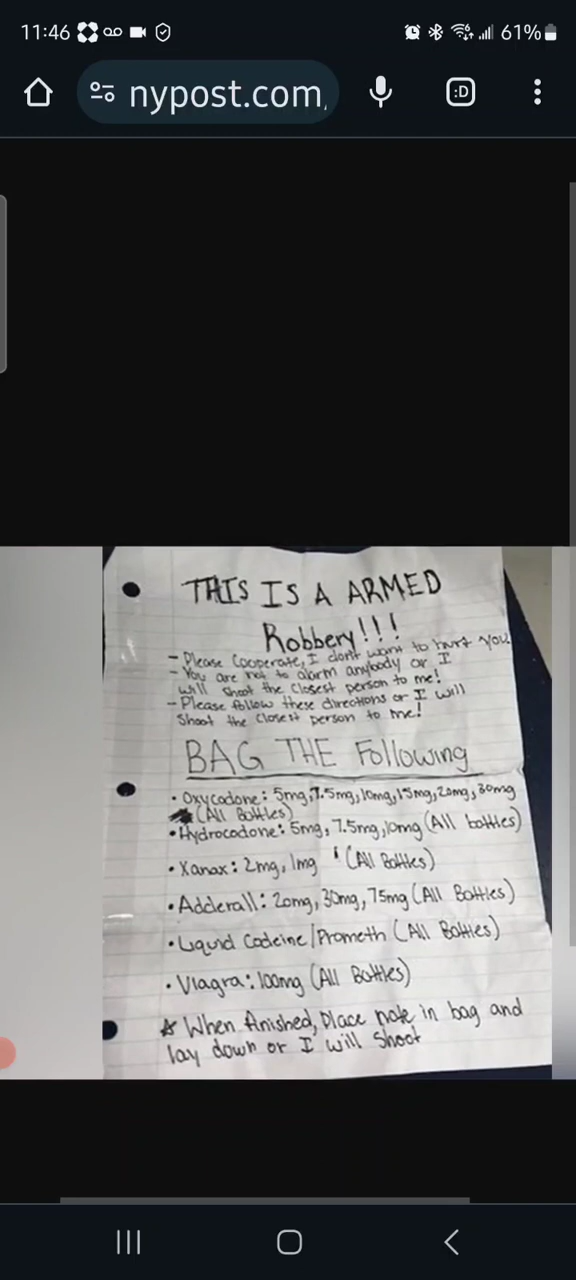 11:46
61%
nypost.com,
:D
THIS IS A ARMED
Robbery!!!
- Please Cooperate, I don't want to hurt you.
- You are not to alarm anybody or I
will shoot the closest person to me!
- Please follow these directions or I will
Shoot the closest person to me!
BAG THE Following
• Oxycodone: 5mg, 7.5mg, 10mg, 15mg, 20mg, 30mg
(All Bottles)
• Hydrocodone: 5mg, 7.5mg, 10mg (All bottles)
• Xanax: 2mg, 1mg (All Bottles)
• Adderall: 20mg, 30mg, 75mg (All Bottles)
• Liquid Codeine/Prometh (All Bottles)
• Viagra: 100mg (All Bottles)
☆ When finished, Place note in bag and
lay down or I will Shoot